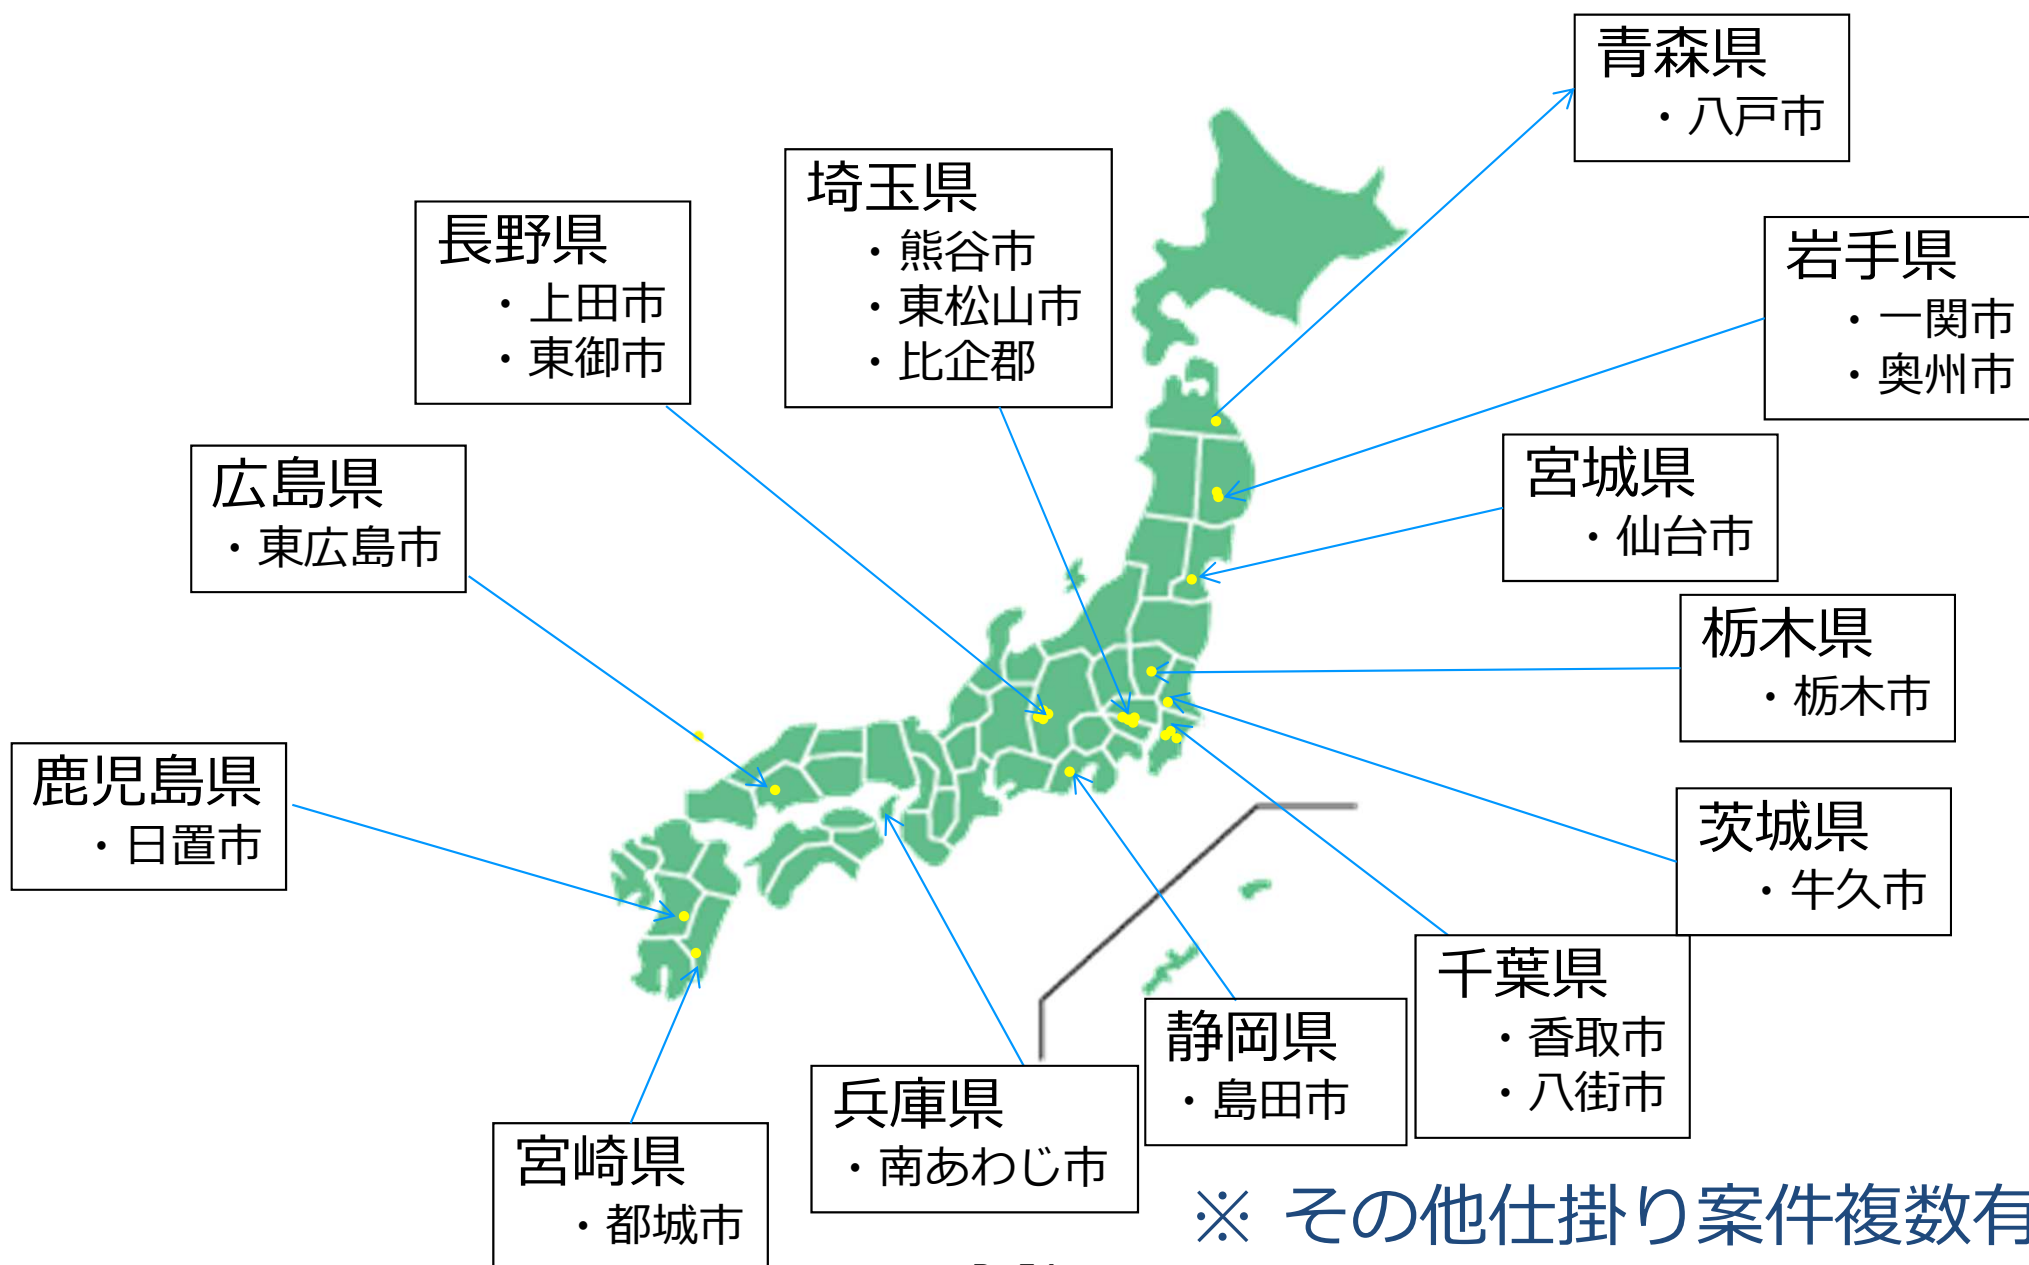 青森県
・八戸市
埼玉県
・熊谷市
・東松山市
・比企郡
長野県
・上田市
・東御市
岩手県
・一関市
・奥州市
広島県
・東広島市
宮城県
・仙台市
栃木県
・栃木市
鹿児島県
・日置市
茨城県
・牛久市
千葉県
・香取市
・八街市
静岡県
・島田市
兵庫県
・南あわじ市
宮崎県
・都城市
※ その他仕掛り案件複数有